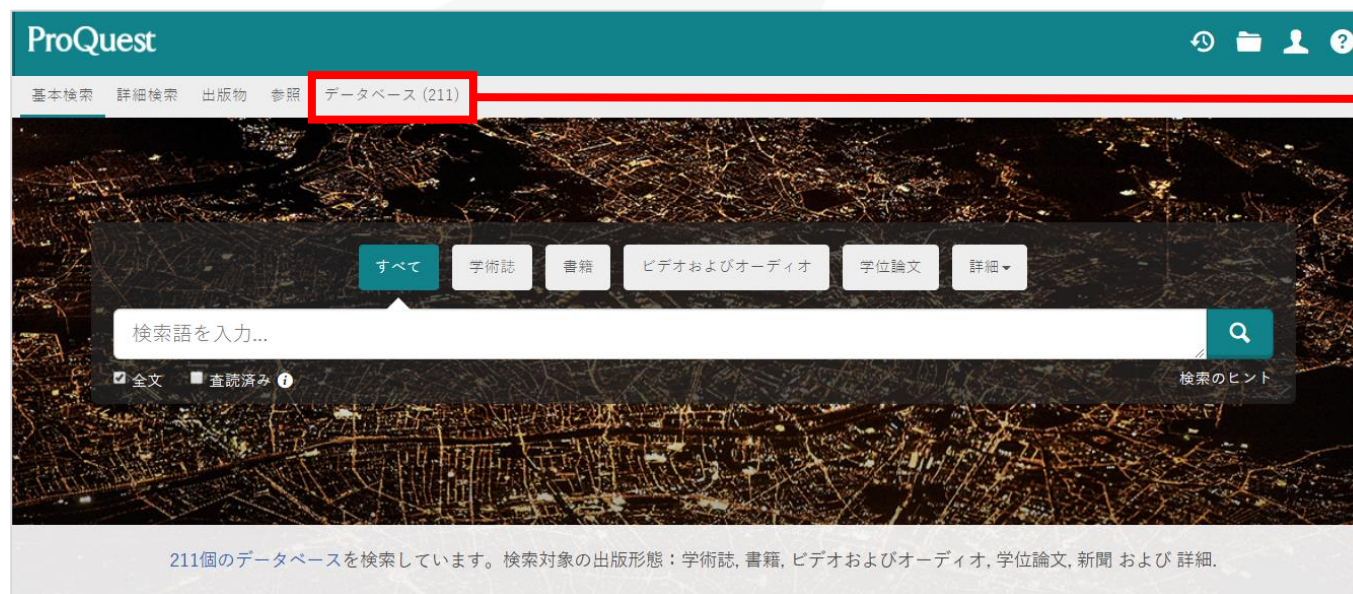 ProQuest
基本検索 詳細検索 出版物 参照 データベース (211)
すべて 学術誌 書籍 ビデオおよびオーディオ 学位論文 詳細
検索語を入力...
全文 査読済み
検索のヒント
211個のデータベースを検索しています。検索対象の出版形態：学術誌, 書籍, ビデオおよびオーディオ, 学位論文, 新聞 および 詳細.